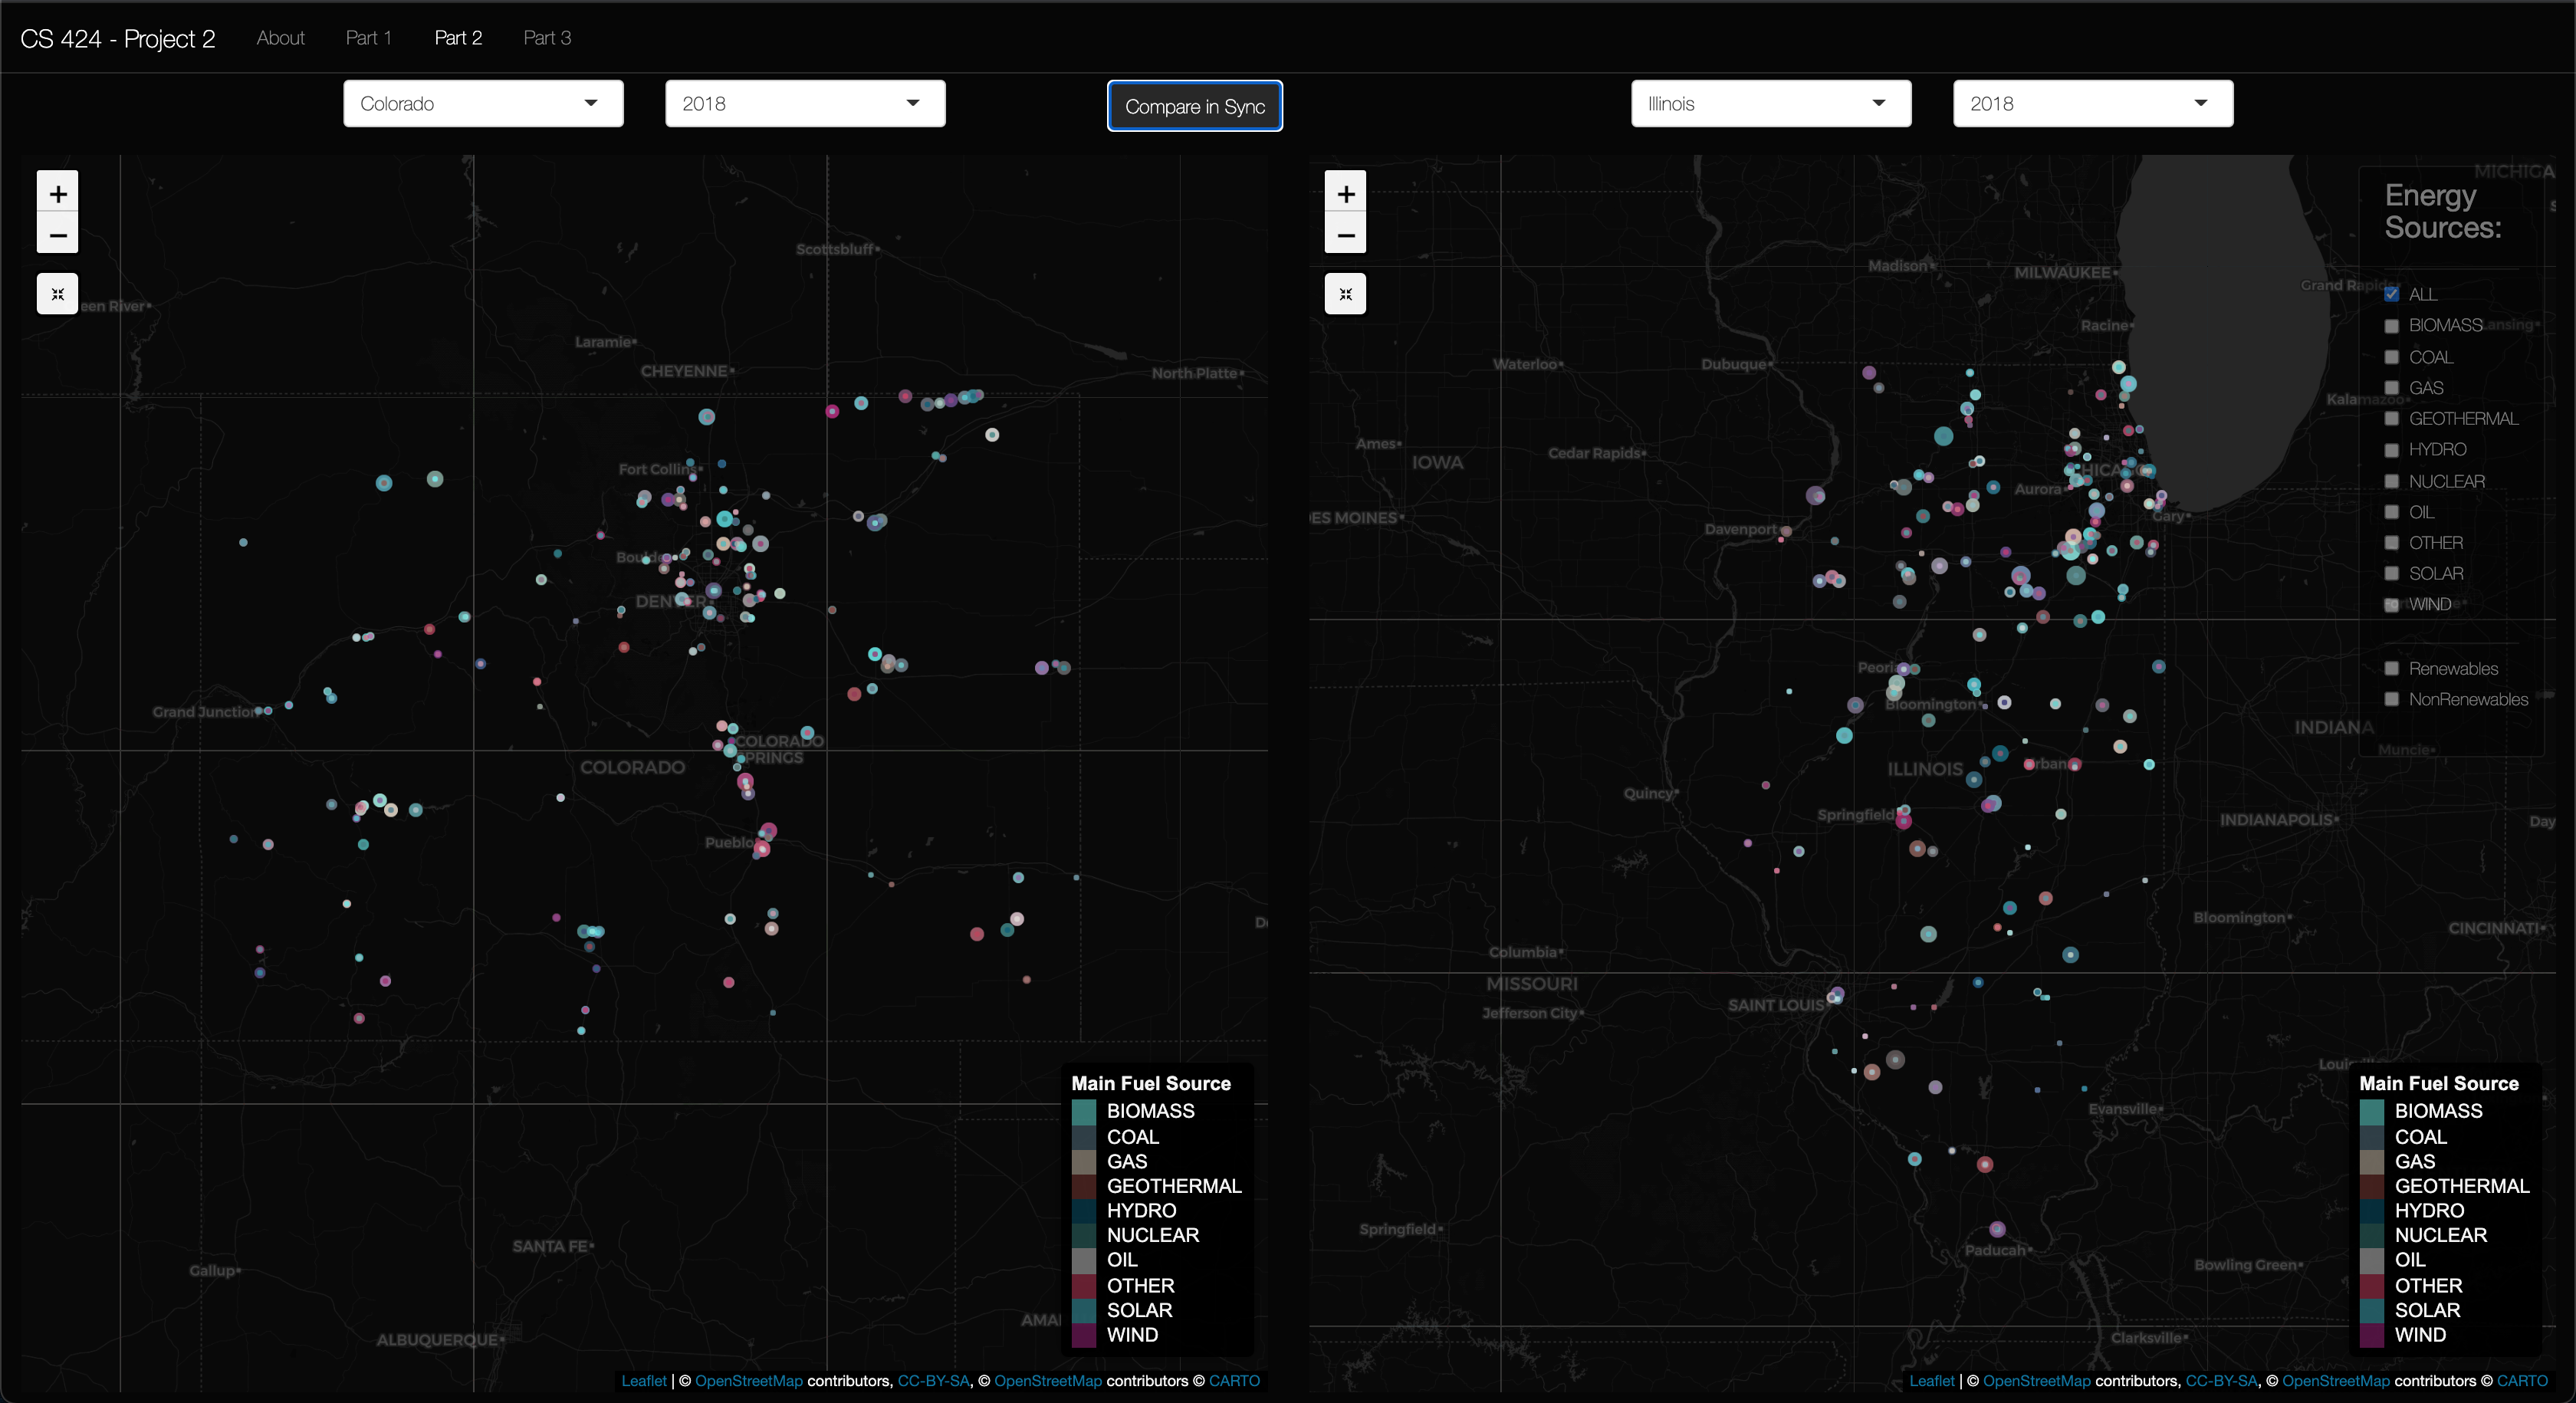 CS 424 - Project 2
About
Part 1
Part 2
Part 3
Colorado
2018
Compare in Sync
Illinois
2018
+
−
Scottsbluff
een River
Laramie
CHEYENNE
North Platte
Fort Collins
DENVER
Grand Junction
COLORADO
SPRINGS
COLORADO
Pueblo
SANTA FE
Gallup
ALBUQUERQUE
AMA
Main Fuel Source
BIOMASS
COAL
GAS
GEOTHERMAL
HYDRO
NUCLEAR
OIL
OTHER
SOLAR
WIND
Leaflet | © OpenStreetMap contributors, CC-BY-SA, © OpenStreetMap contributors © CARTO
+
−
MICHIGA
Madison
MILWAUKEE
Grand Rapids
Racine
Lansing
Waterloo
Dubuque
Kalamazoo
Ames
Cedar Rapids
IOWA
CHICAGO
Aurora
DES MOINES
Gary
Davenport
Peoria
Bloomington
INDIANA
Muncie
ILLINOIS
Urbana
Quincy
Springfield
INDIANAPOLIS
Day
Bloomington
CINCINNATI
Columbia
MISSOURI
SAINT LOUIS
Jefferson City
Evansville
Springfield
Paducah
Bowling Green
Clarksville
Energy
Sources:
ALL
BIOMASS
COAL
GAS
GEOTHERMAL
HYDRO
NUCLEAR
OIL
OTHER
SOLAR
WIND
Renewables
NonRenewables
Main Fuel Source
BIOMASS
COAL
GAS
GEOTHERMAL
HYDRO
NUCLEAR
OIL
OTHER
SOLAR
WIND
Leaflet | © OpenStreetMap contributors, CC-BY-SA, © OpenStreetMap contributors © CARTO